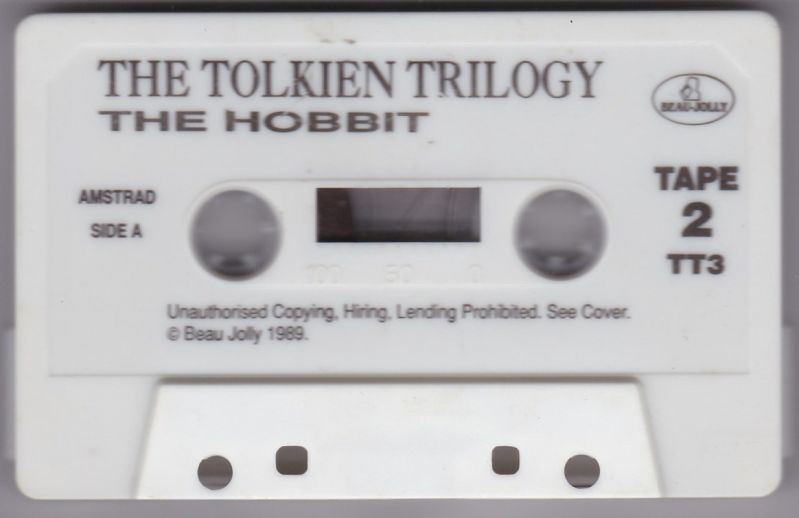 THE TOLKIEN TRILOGY
THE HOBBIT
BEAU-JOLLY
TAPE
2
TT3
AMSTRAD
SIDE A
100 50 0
Unauthorised Copying, Hiring, Lending Prohibited. See Cover.
© Beau Jolly 1989.